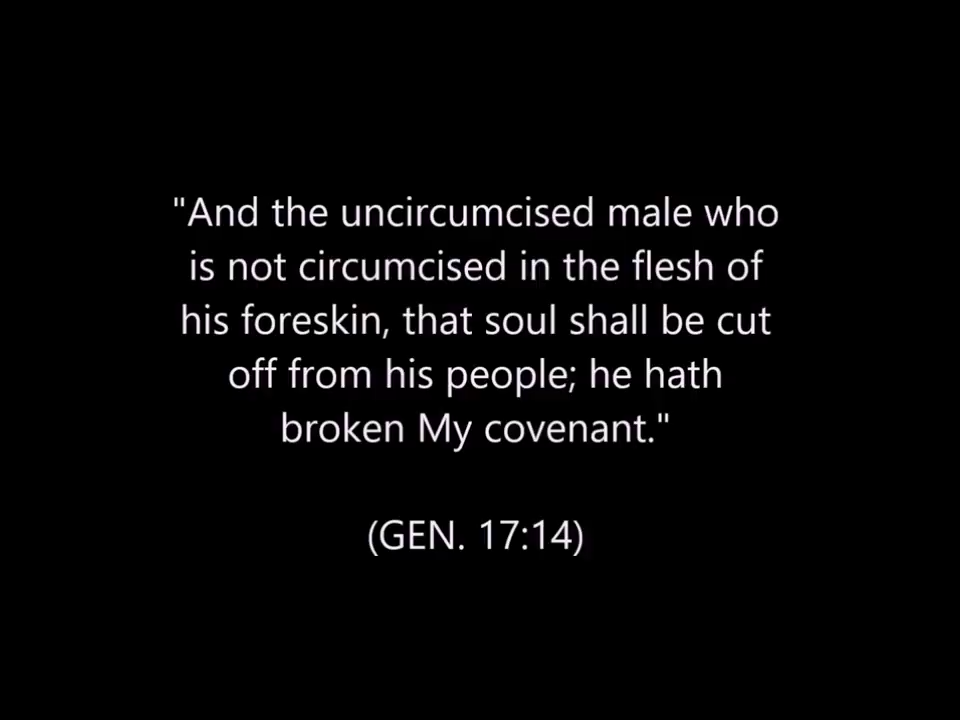 "And the uncircumcised male who
is not circumcised in the flesh of
his foreskin, that soul shall be cut
off from his people; he hath
broken My covenant."
(GEN. 17:14)